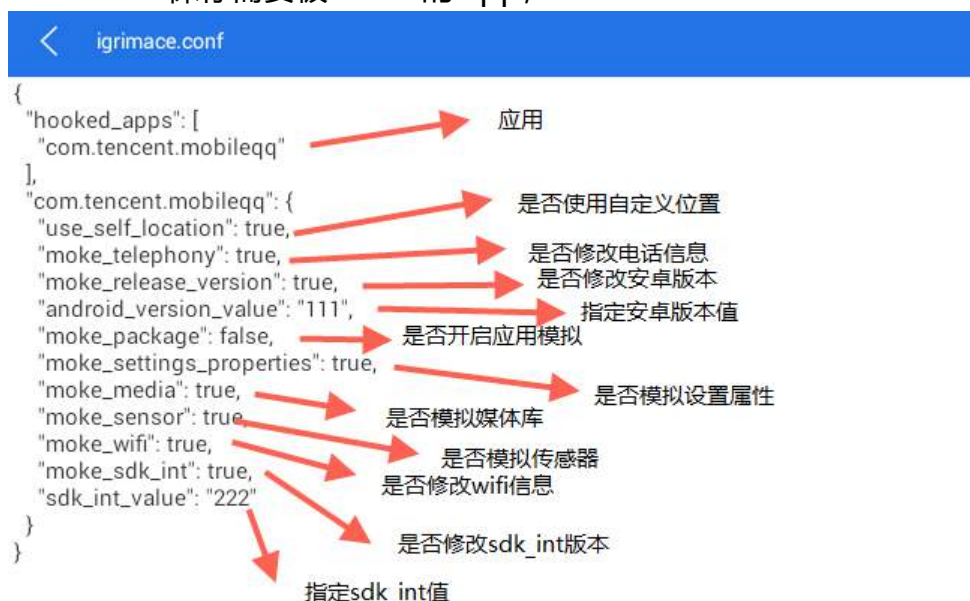 igrimace.conf
{
"hooked_apps": [
应用
"com.tencent.mobileqq"
],
"com.tencent.mobileqq": {
是否使用自定义位置
"use_self_location": true,
"moke_telephony": true,
是否修改电话信息
"moke_release_version": true,
是否修改安卓版本
"android_version_value": "111",
指定安卓版本值
"moke_package": false,
是否开启应用模拟
"moke_settings_properties": true,
是否模拟设置属性
"moke_media": true,
是否模拟媒体库
"moke_sensor": true,
是否模拟传感器
"moke_wifi": true,
是否修改wifi信息
"moke_sdk_int": true,
"sdk_int_value": "222"
}
是否修改sdk_int版本
}
指定sdk_int值